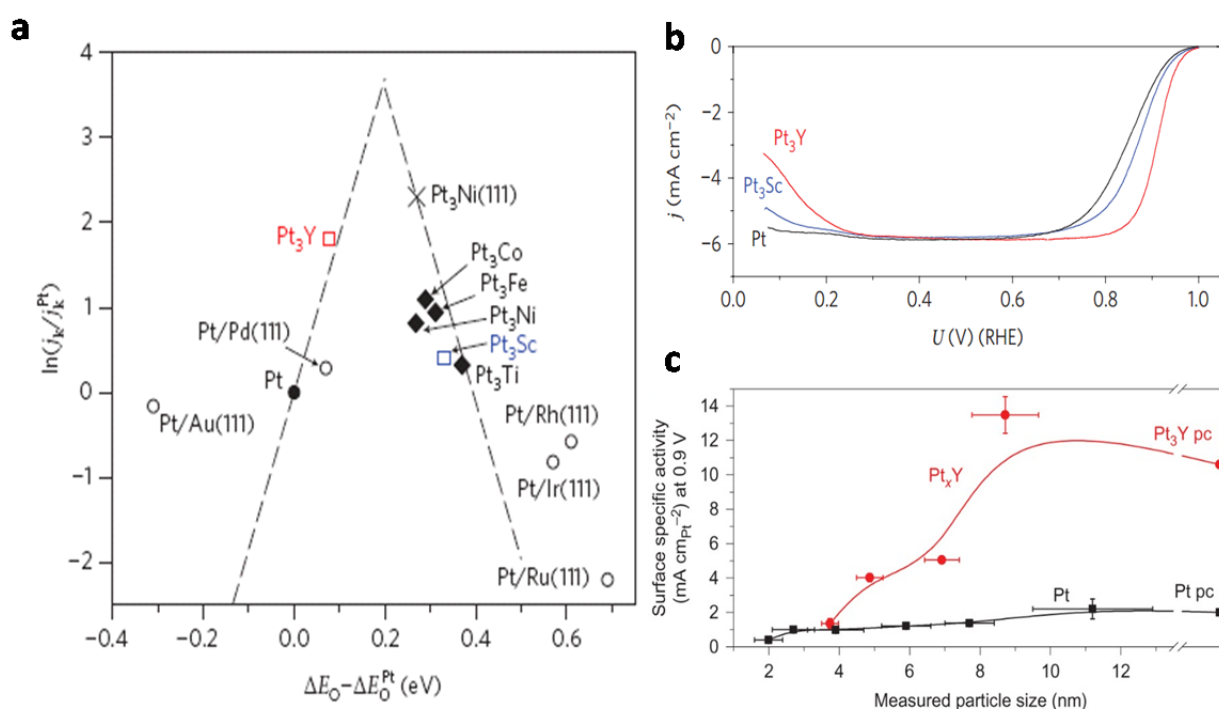 a
ln(jₖ/jₖᴾᵗ)
4
3
2
1
0
−1
−2
Pt₃Ni(111)
Pt₃Y
Pt₃Co
Pt₃Fe
Pt₃Ni
Pt₃Sc
Pt₃Ti
Pt/Pd(111)
Pt
Pt/Au(111)
Pt/Rh(111)
Pt/Ir(111)
Pt/Ru(111)
−0.4 −0.2 0.0 0.2 0.4 0.6
ΔE_O−ΔE_O^Pt (eV)
b
j (mA cm⁻²)
0
−2
−4
−6
Pt₃Y
Pt₃Sc
Pt
0.0 0.2 0.4 0.6 0.8 1.0
U (V) (RHE)
c
Surface specific activity
(mA cm_Pt⁻²) at 0.9 V
14
12
10
8
6
4
2
0
Pt₃Y pc
PtₓY
Pt
Pt pc
2 4 6 8 10 12
Measured particle size (nm)